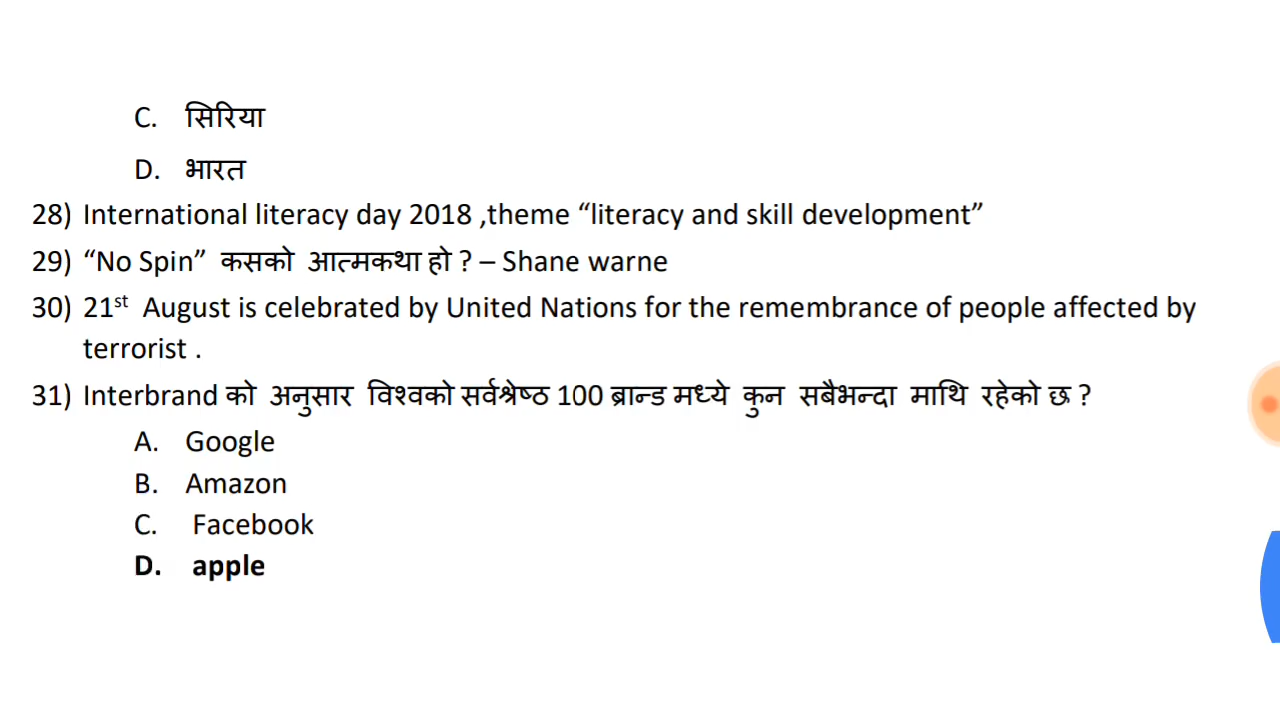 C. सिरिया
D. भारत
28) International literacy day 2018 ,theme “literacy and skill development”
29) “No Spin” कसको आत्मकथा हो ? – Shane warne
30) 21st August is celebrated by United Nations for the remembrance of people affected by
terrorist .
31) Interbrand को अनुसार विश्वको सर्वश्रेष्ठ 100 ब्रान्ड मध्ये कुन सबैभन्दा माथि रहेको छ ?
A. Google
B. Amazon
C. Facebook
D. apple